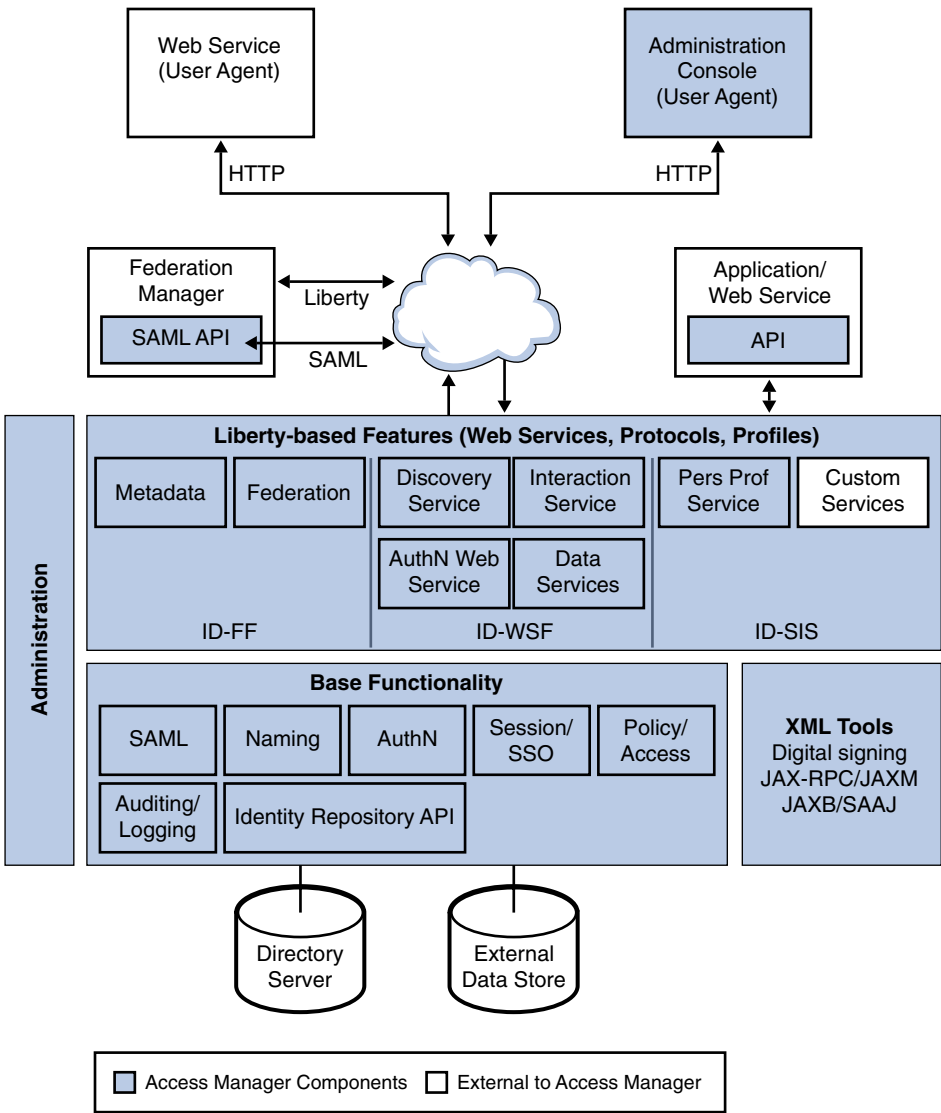 Web Service
(User Agent)
Administration
Console
(User Agent)
HTTP
HTTP
Federation
Manager
SAML API
Liberty
SAML
Application/
Web Service
API
Administration
Liberty-based Features (Web Services, Protocols, Profiles)
Metadata
Federation
Discovery
Service
Interaction
Service
Pers Prof
Service
Custom
Services
AuthN Web
Service
Data
Services
ID-FF
ID-WSF
ID-SIS
Base Functionality
SAML
Naming
AuthN
Session/
SSO
Policy/
Access
Auditing/
Logging
Identity Repository API
XML Tools
Digital signing
JAX-RPC/JAXM
JAXB/SAAJ
Directory
Server
External
Data Store
Access Manager Components
External to Access Manager